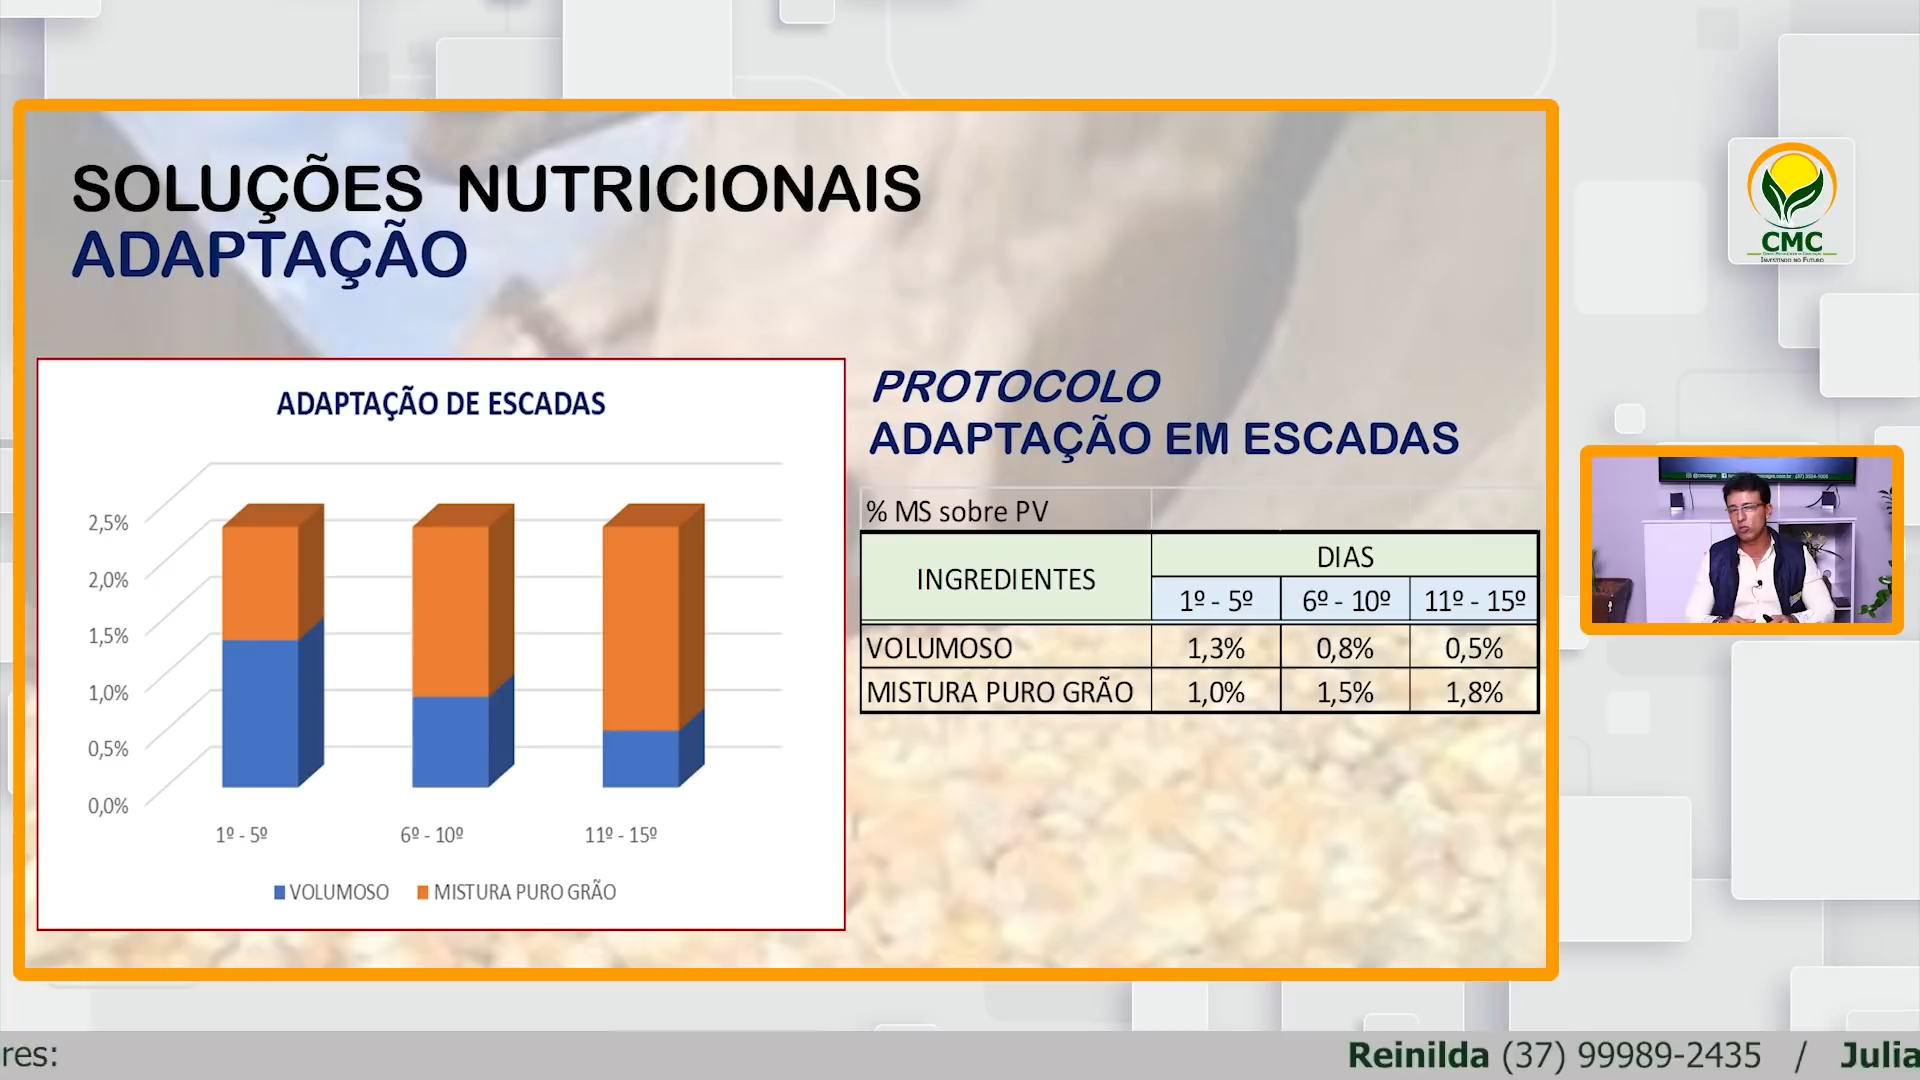 SOLUÇÕES NUTRICIONAIS
ADAPTAÇÃO
ADAPTAÇÃO DE ESCADAS
2,5%
2,0%
1,5%
1,0%
0,5%
0,0%
1º - 5º
6º - 10º
11º - 15º
VOLUMOSO
MISTURA PURO GRÃO
PROTOCOLO
ADAPTAÇÃO EM ESCADAS
% MS sobre PV
INGREDIENTES
DIAS
1º - 5º
6º - 10º
11º - 15º
VOLUMOSO 1,3% 0,8% 0,5%
MISTURA PURO GRÃO 1,0% 1,5% 1,8%
CMC
INVESTINDO NO FUTURO
res:
Reinilda (37) 99989-2435 / Julia